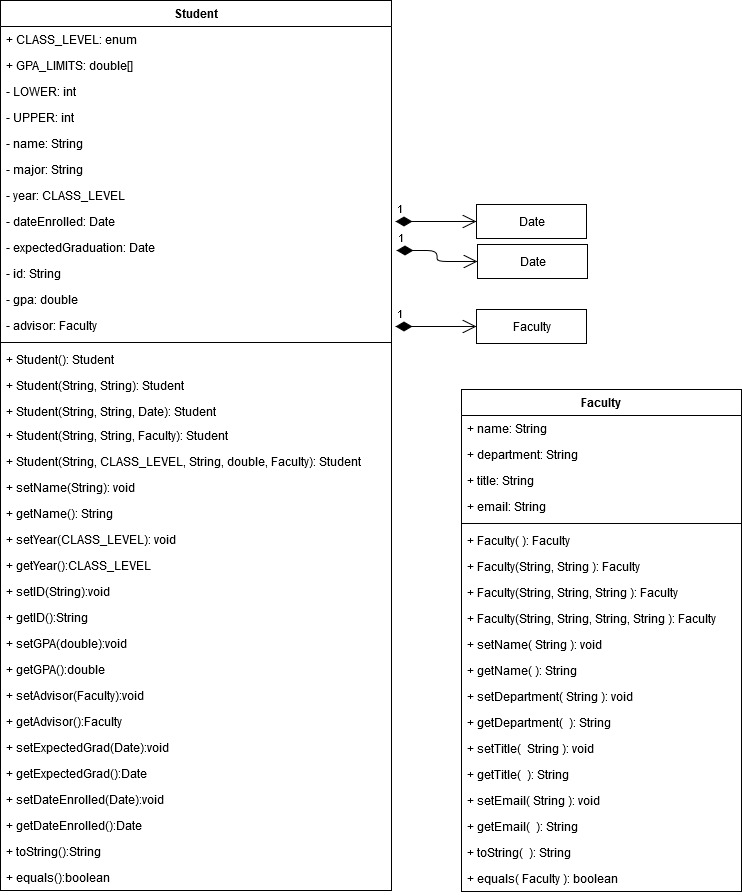 Student
+ CLASS_LEVEL: enum
+ GPA_LIMITS: double[]
- LOWER: int
- UPPER: int
- name: String
- major: String
- year: CLASS_LEVEL
- dateEnrolled: Date
- expectedGraduation: Date
- id: String
- gpa: double
- advisor: Faculty
1
Date
1
Date
1
Faculty
+ Student(): Student
+ Student(String, String): Student
+ Student(String, String, Date): Student
+ Student(String, String, Faculty): Student
+ Student(String, CLASS_LEVEL, String, double, Faculty): Student
+ setName(String): void
+ getName(): String
+ setYear(CLASS_LEVEL): void
+ getYear():CLASS_LEVEL
+ setID(String):void
+ getID():String
+ setGPA(double):void
+ getGPA():double
+ setAdvisor(Faculty):void
+ getAdvisor():Faculty
+ setExpectedGrad(Date):void
+ getExpectedGrad():Date
+ setDateEnrolled(Date):void
+ getDateEnrolled():Date
+ toString():String
+ equals():boolean
Faculty
+ name: String
+ department: String
+ title: String
+ email: String
+ Faculty( ): Faculty
+ Faculty(String, String ): Faculty
+ Faculty(String, String, String ): Faculty
+ Faculty(String, String, String, String ): Faculty
+ setName( String ): void
+ getName( ): String
+ setDepartment( String ): void
+ getDepartment(  ): String
+ setTitle(  String ): void
+ getTitle(  ): String
+ setEmail( String ): void
+ getEmail(  ): String
+ toString(  ): String
+ equals( Faculty ): boolean